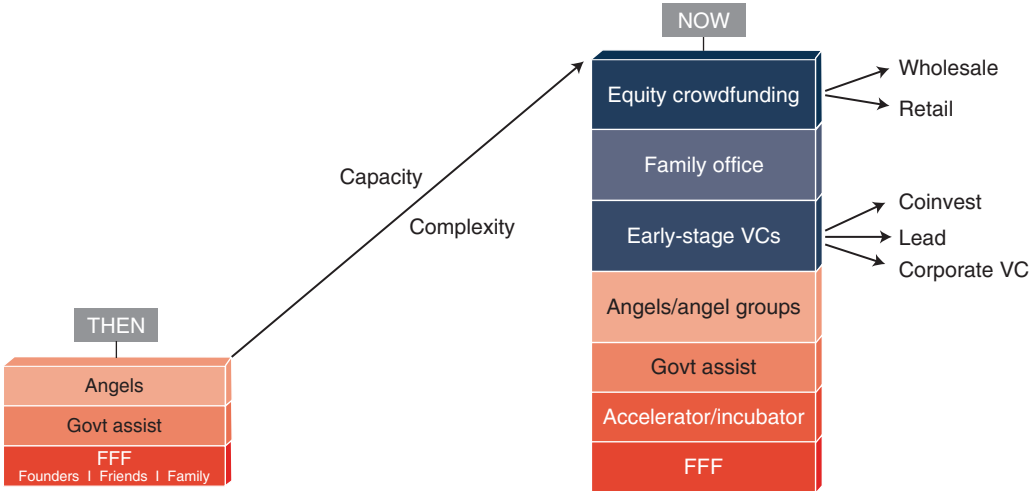 NOW
Equity crowdfunding
Wholesale
Retail
Family office
Early-stage VCs
Coinvest
Lead
Corporate VC
Angels/angel groups
Govt assist
Accelerator/incubator
FFF
Capacity
Complexity
THEN
Angels
Govt assist
FFF
Founders I Friends I Family